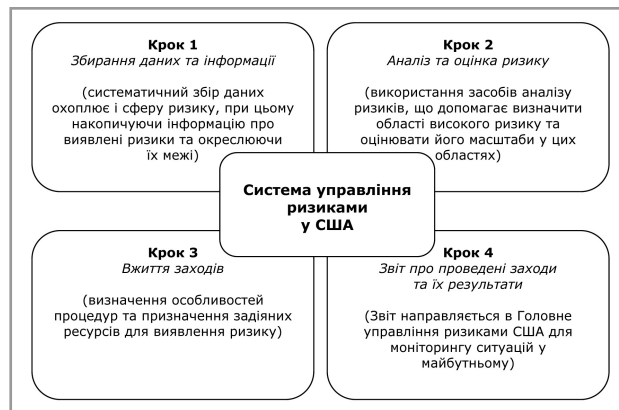 Крок 1
Збирання даних та інформації
(систематичний збір даних
охоплює і сферу ризику, при цьому
накопичуючи інформацію про
виявлені ризики та окреслюючи
їх межі)
Крок 2
Аналіз та оцінка ризику
(використання засобів аналізу
ризиків, що допомагає визначити
області високого ризику та
оцінювати його масштаби у цих
областях)
Система управління
ризиками
у США
Крок 3
Вжиття заходів
(визначення особливостей
процедур та призначення задіяних
ресурсів для виявлення ризику)
Крок 4
Звіт про проведені заходи
та їх результати
(Звіт направляється в Головне
управління ризиками США для
моніторингу ситуацій у
майбутньому)